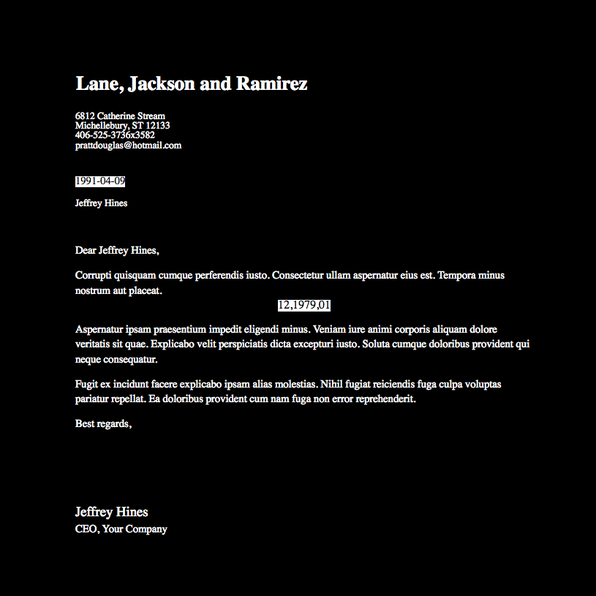 Lane, Jackson and Ramirez
6812 Catherine Stream
Michellebury, ST 12133
406-525-3736x3582
prattdouglas@hotmail.com
1991-04-09
Jeffrey Hines
Dear Jeffrey Hines,
Corrupti quisquam cumque perferendis iusto. Consectetur ullam aspernatur eius est. Tempora minus
nostrum aut placeat.
12,1979,01
Aspernatur ipsam praesentium impedit eligendi minus. Veniam iure animi corporis aliquam dolore
veritatis sit quae. Explicabo velit perspiciatis dicta excepturi iusto. Soluta cumque doloribus provident qui
neque consequatur.
Fugit ex incidunt facere explicabo ipsam alias molestias. Nihil fugiat reiciendis fuga culpa voluptas
pariatur repellat. Ea doloribus provident cum nam fuga non error reprehenderit.
Best regards,
Jeffrey Hines
CEO, Your Company